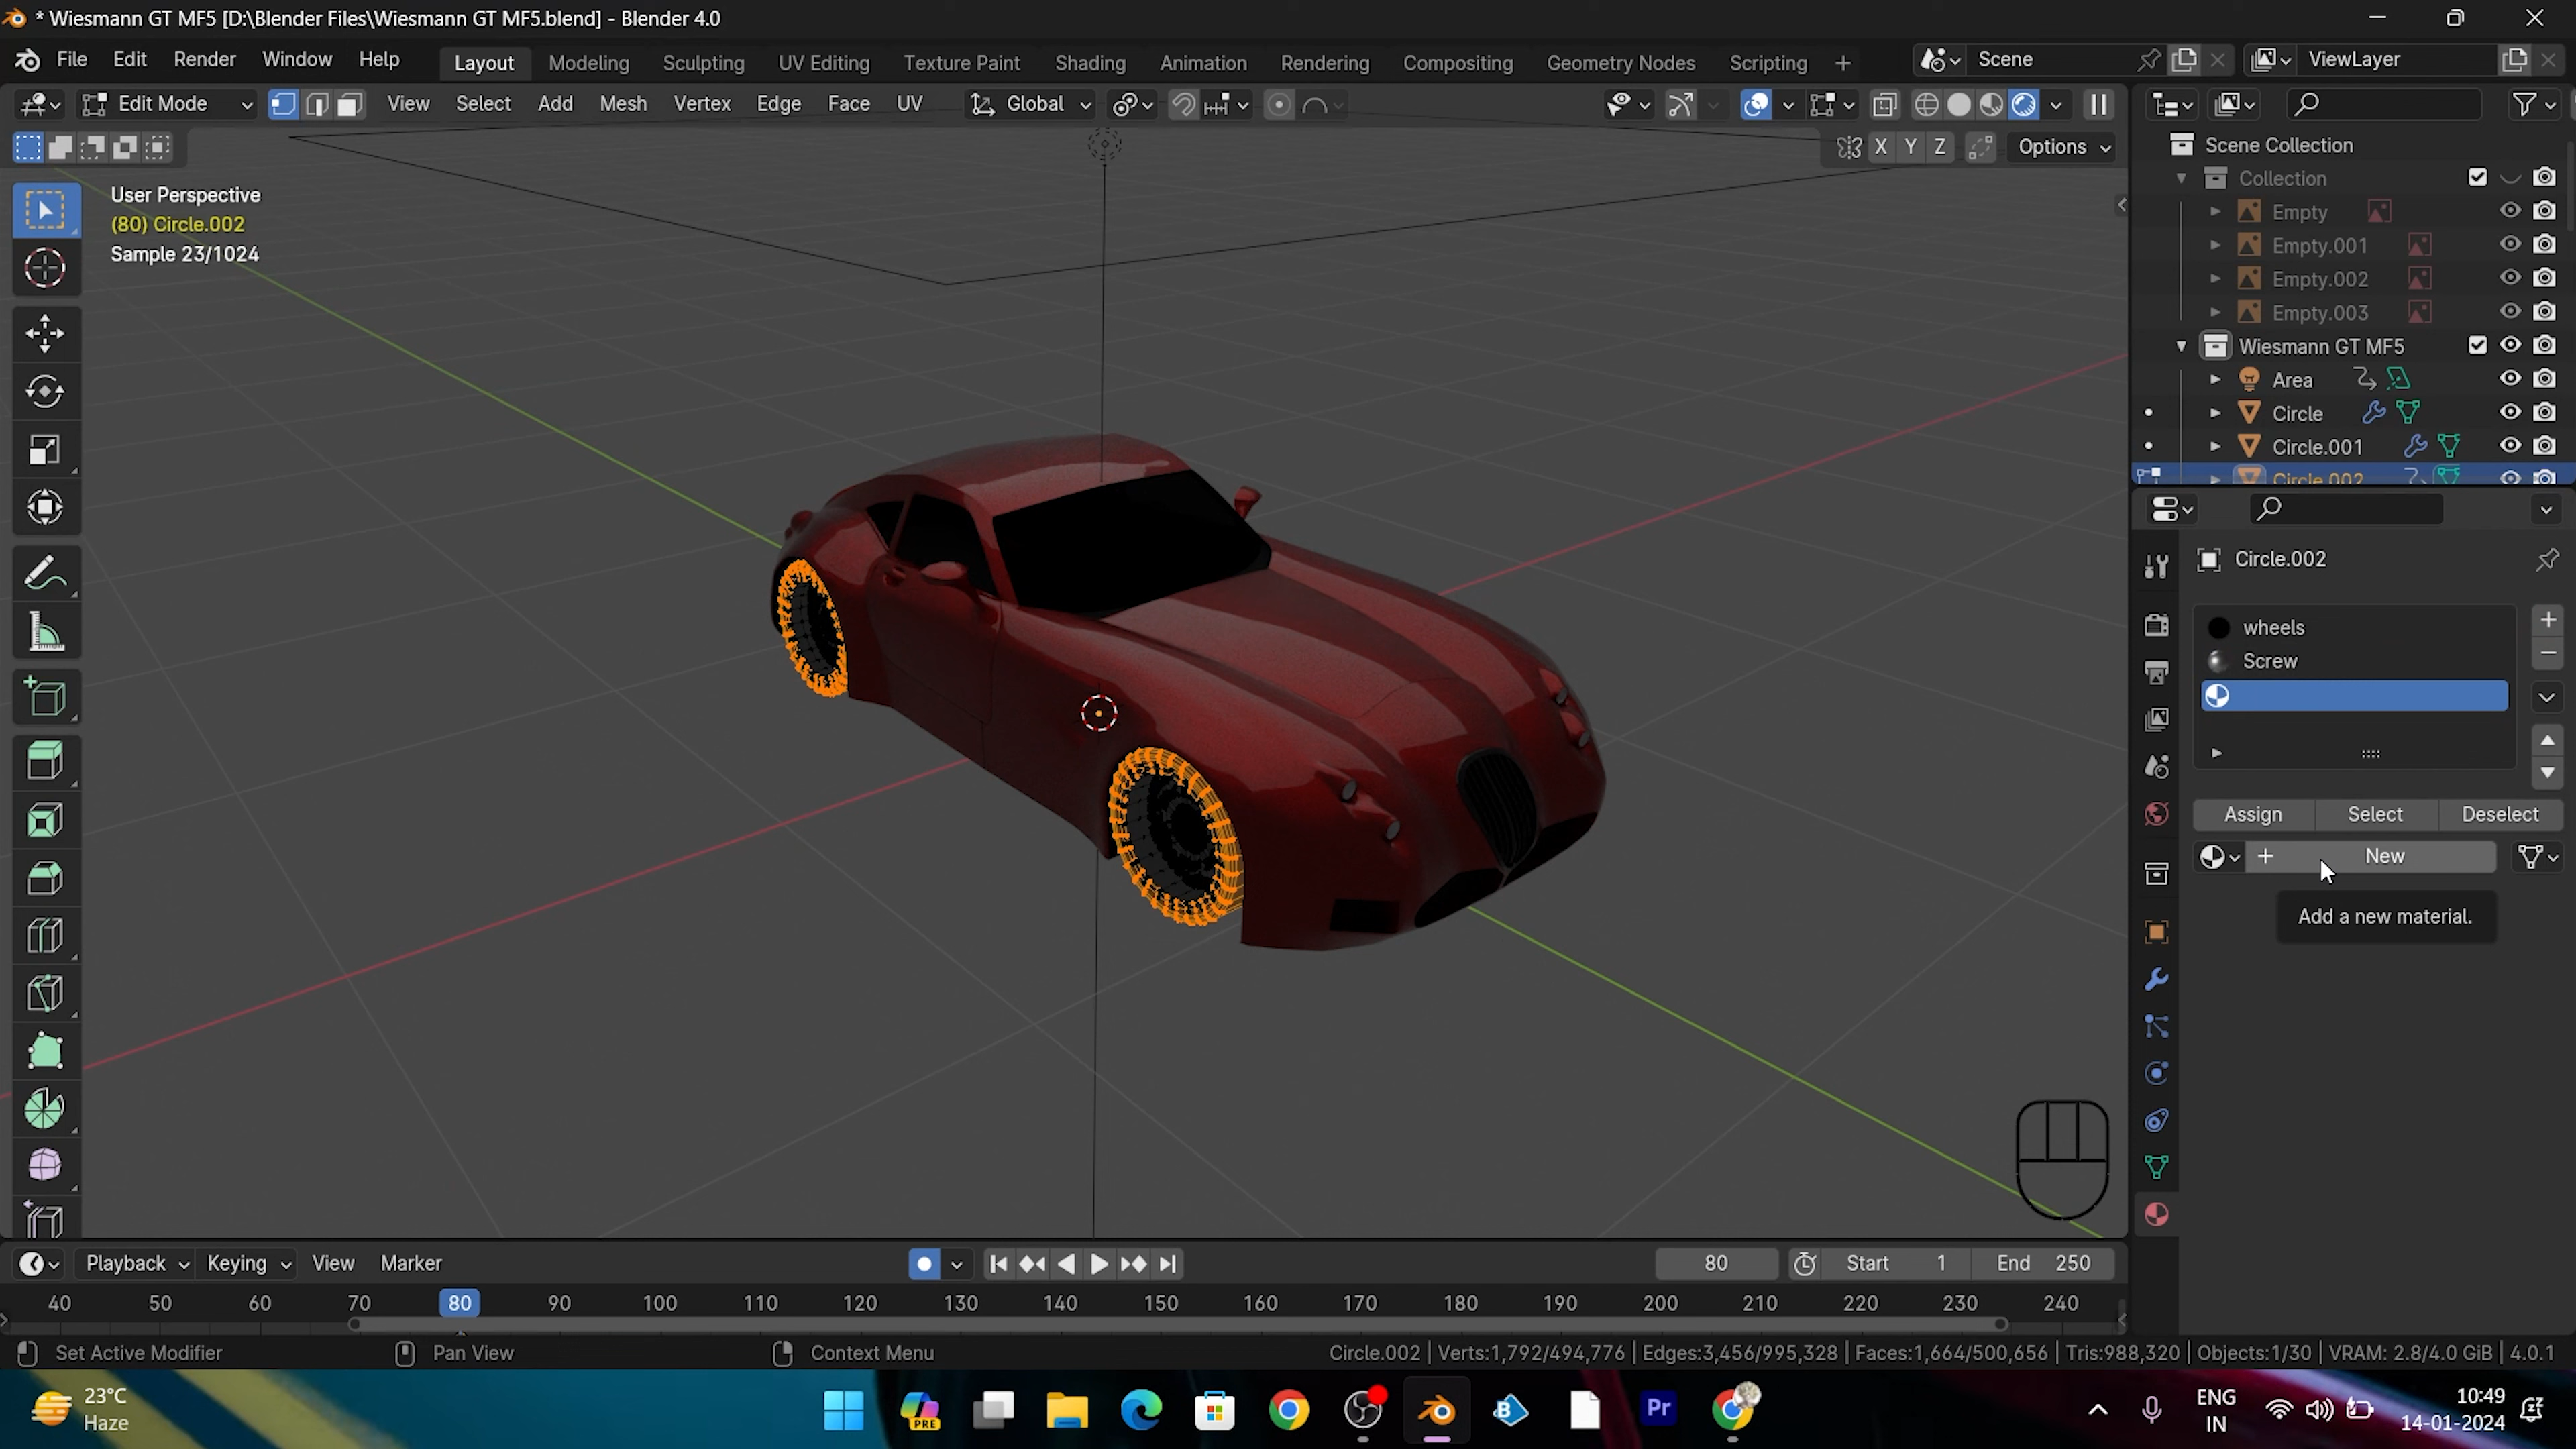 * Wiesmann GT MF5 [D:\Blender Files\Wiesmann GT MF5.blend] - Blender 4.0
File Edit Render Window Help Layout Modeling Sculpting UV Editing Texture Paint Shading Animation Rendering Compositing Geometry Nodes Scripting + Scene ViewLayer
Edit Mode View Select Add Mesh Vertex Edge Face UV Global
X Y Z Options
User Perspective
(80) Circle.002
Sample 23/1024
Scene Collection
Collection
Empty
Empty.001
Empty.002
Empty.003
Wiesmann GT MF5
Area
Circle
Circle.001
Circle.002
Circle.002
wheels
Screw
Assign Select Deselect
New
Add a new material.
Playback Keying View Marker 80 Start 1 End 250
40 50 60 70 80 90 100 110 120 130 140 150 160 170 180 190 200 210 220 230 240
Set Active Modifier Pan View Context Menu Circle.002 | Verts:1,792/494,776 | Edges:3,456/995,328 | Faces:1,664/500,656 | Tris:988,320 | Objects:1/30 | VRAM: 2.8/4.0 GiB | 4.0.1
23°C
Haze
PRE
B
Pr
ENG
IN
10:49
14-01-2024